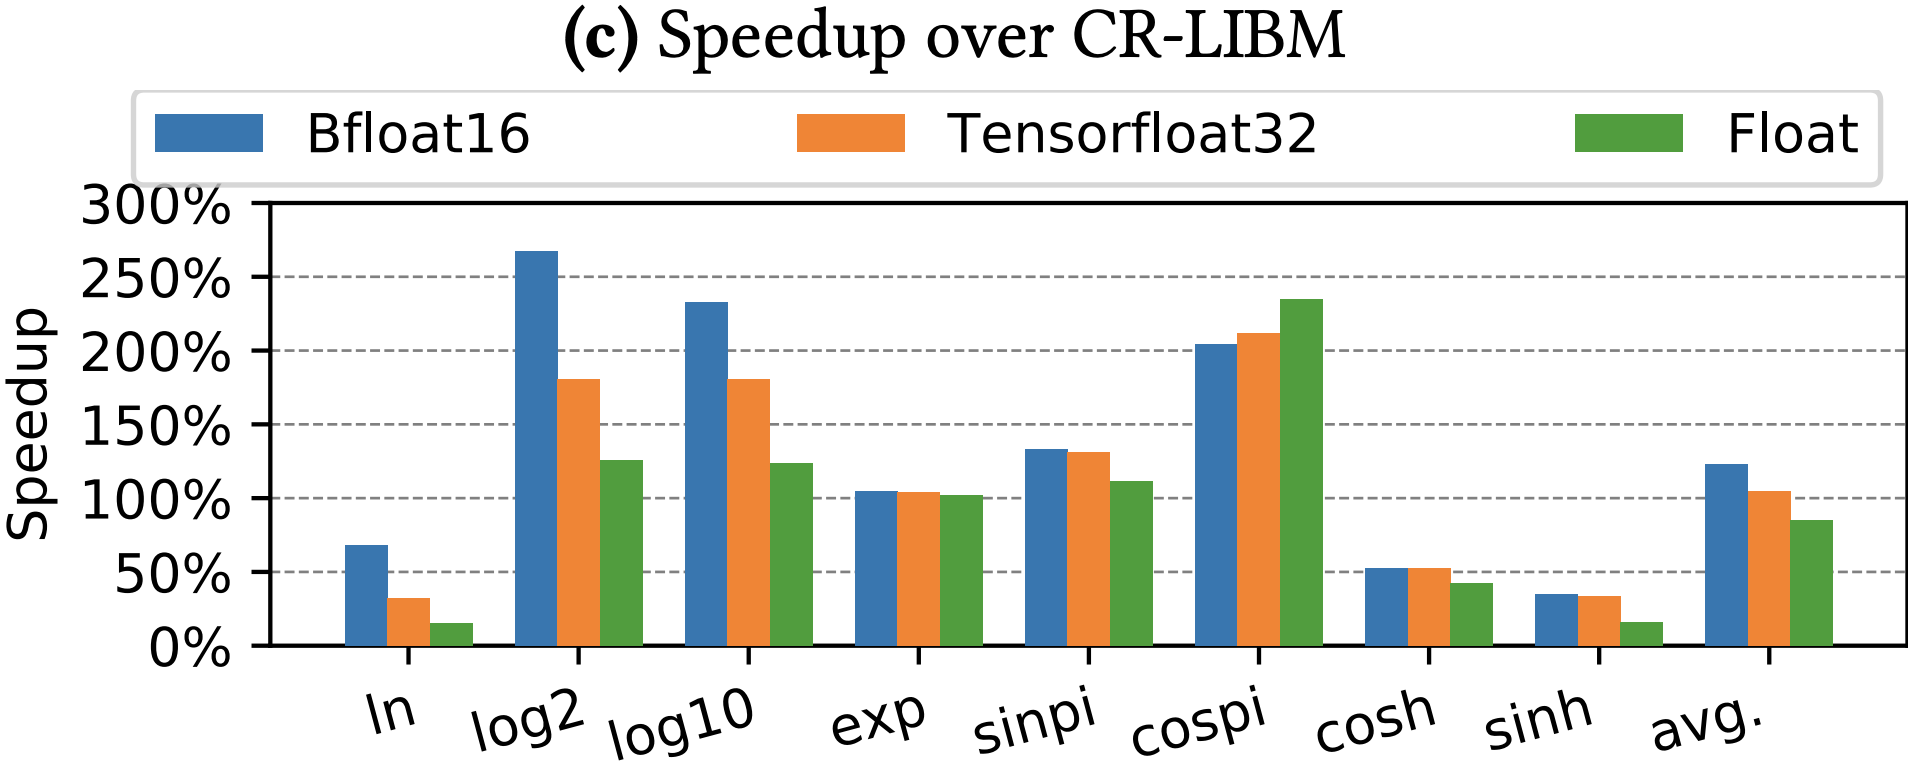 (c) Speedup over CR-LIBM
Bfloat16 Tensorfloat32 Float
300%
250%
200%
150%
100%
50%
0%
Speedup
ln log2 log10 exp sinpi cospi cosh sinh avg.